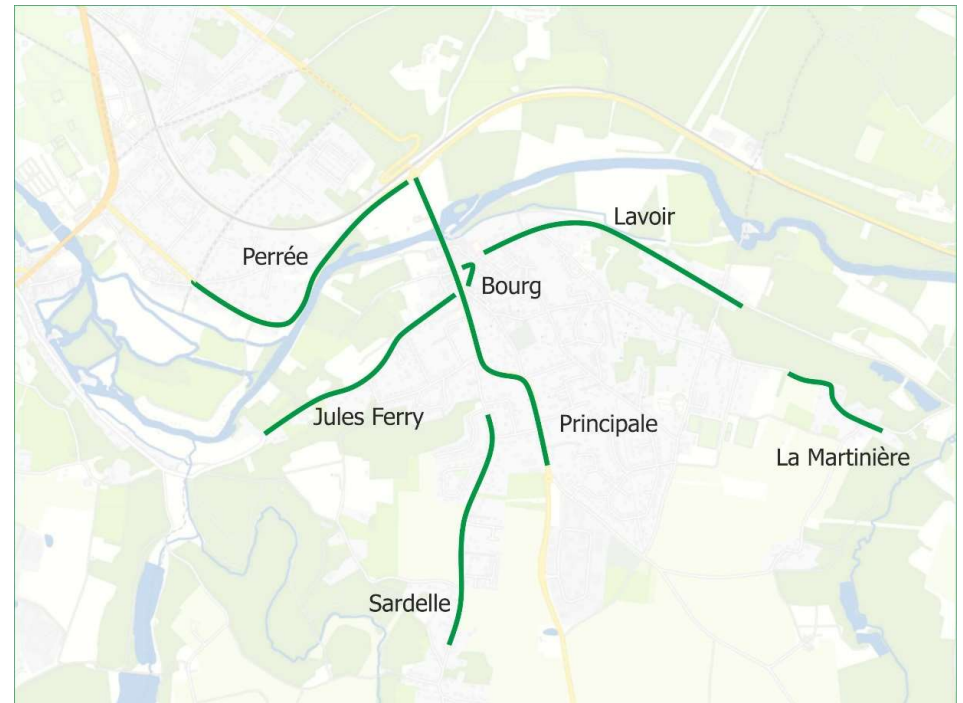 Lavoir
Perrée
Bourg
Jules Ferry
Principale
La Martinière
Sardelle